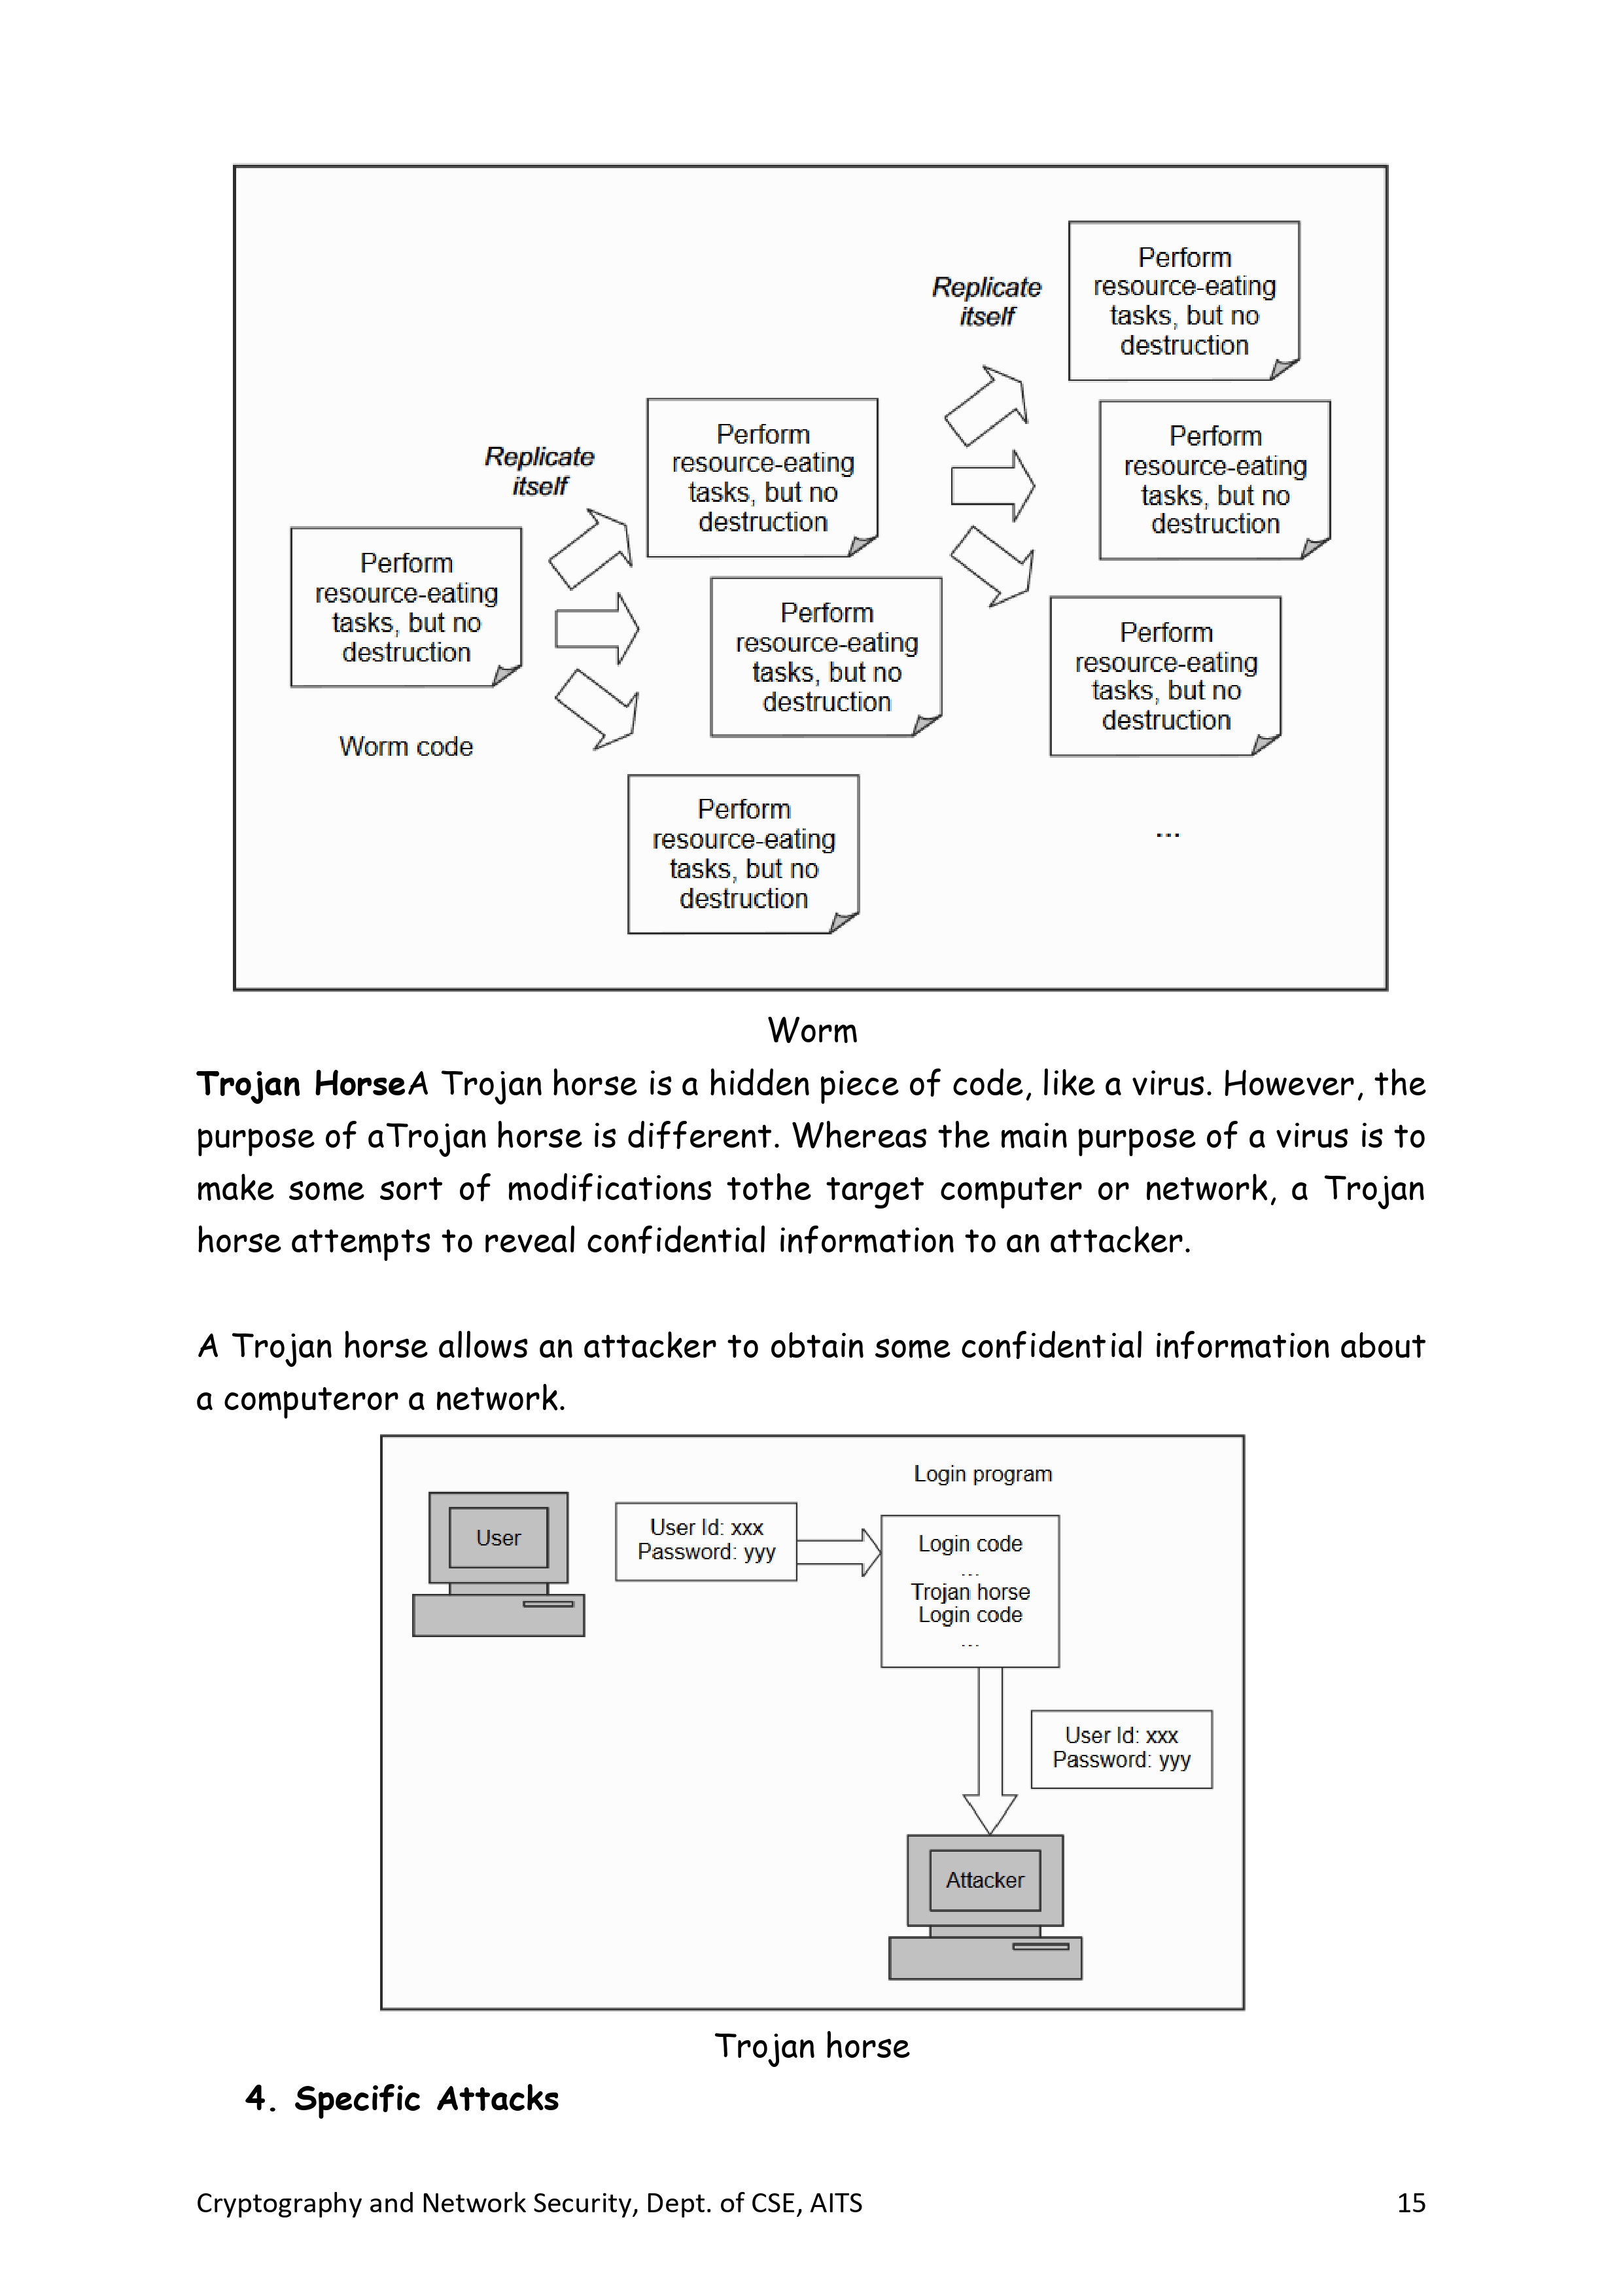 Perform
resource-eating
tasks, but no
destruction
Worm code
Replicate
itself
Perform
resource-eating
tasks, but no
destruction
Perform
resource-eating
tasks, but no
destruction
Perform
resource-eating
tasks, but no
destruction
Replicate
itself
Perform
resource-eating
tasks, but no
destruction
Perform
resource-eating
tasks, but no
destruction
Perform
resource-eating
tasks, but no
destruction
...
Worm
Trojan HorseA Trojan horse is a hidden piece of code, like a virus. However, the
purpose of aTrojan horse is different. Whereas the main purpose of a virus is to
make some sort of modifications tothe target computer or network, a Trojan
horse attempts to reveal confidential information to an attacker.
A Trojan horse allows an attacker to obtain some confidential information about
a computeror a network.
User
User Id: xxx
Password: yyy
Login program
Login code
...
Trojan horse
Login code
...
User Id: xxx
Password: yyy
Attacker
Trojan horse
4. Specific Attacks
Cryptography and Network Security, Dept. of CSE, AITS 15